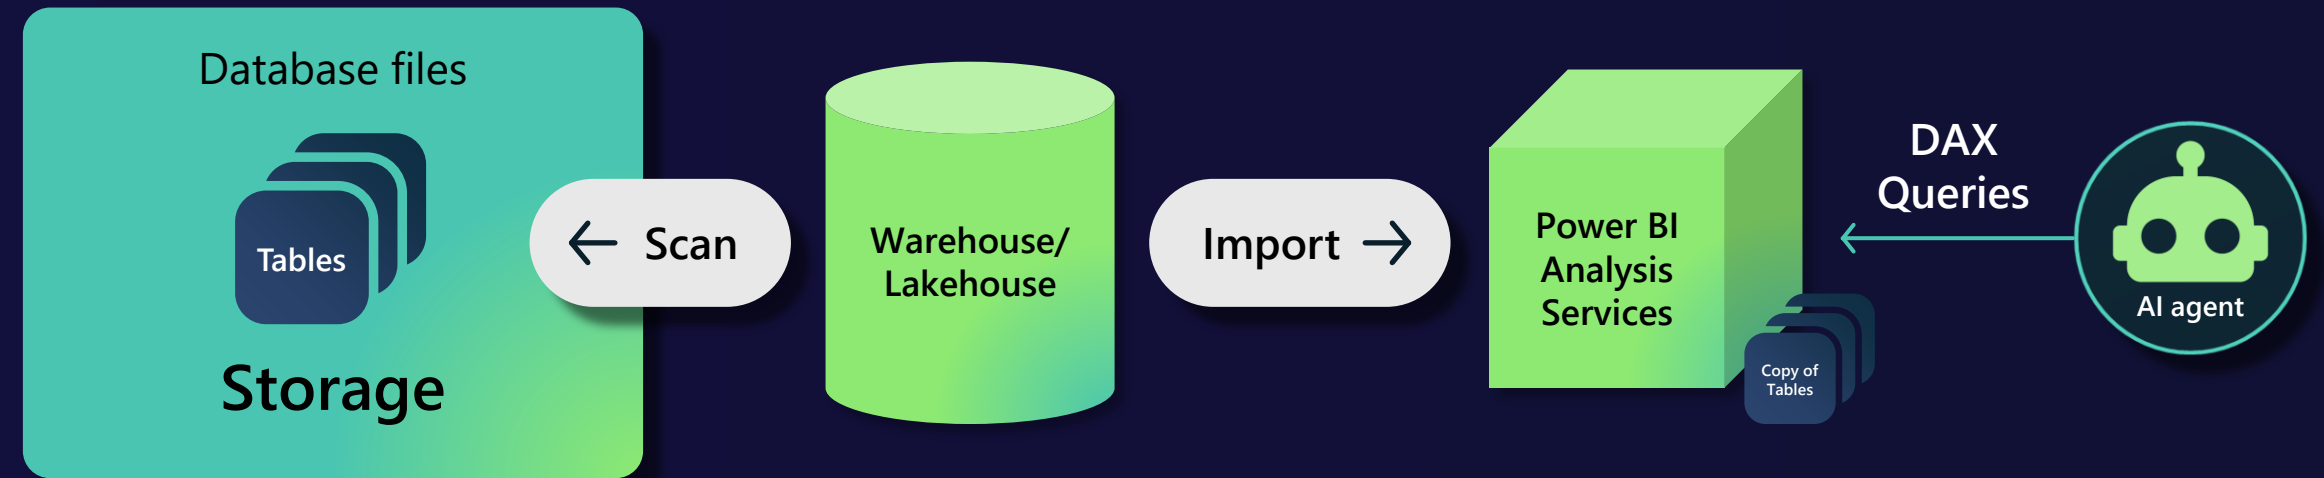 Database files
Tables
Storage
Scan
Warehouse/
Lakehouse
Import
Power BI
Analysis
Services
Copy of
Tables
DAX
Queries
AI agent